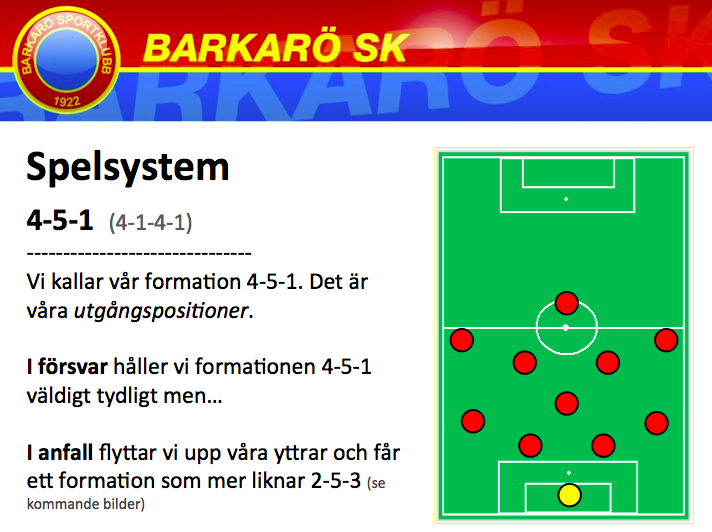 BARKARÖ SPORTKLUBB
1922
BARKARÖ SK
BARKARÖ SK
Spelsystem
4-5-1 (4-1-4-1)
-------------------------------
Vi kallar vår formation 4-5-1. Det är
våra utgångspositioner.
I försvar håller vi formationen 4-5-1
väldigt tydligt men…
I anfall flyttar vi upp våra yttrar och får
ett formation som mer liknar 2-5-3 (se
kommande bilder)